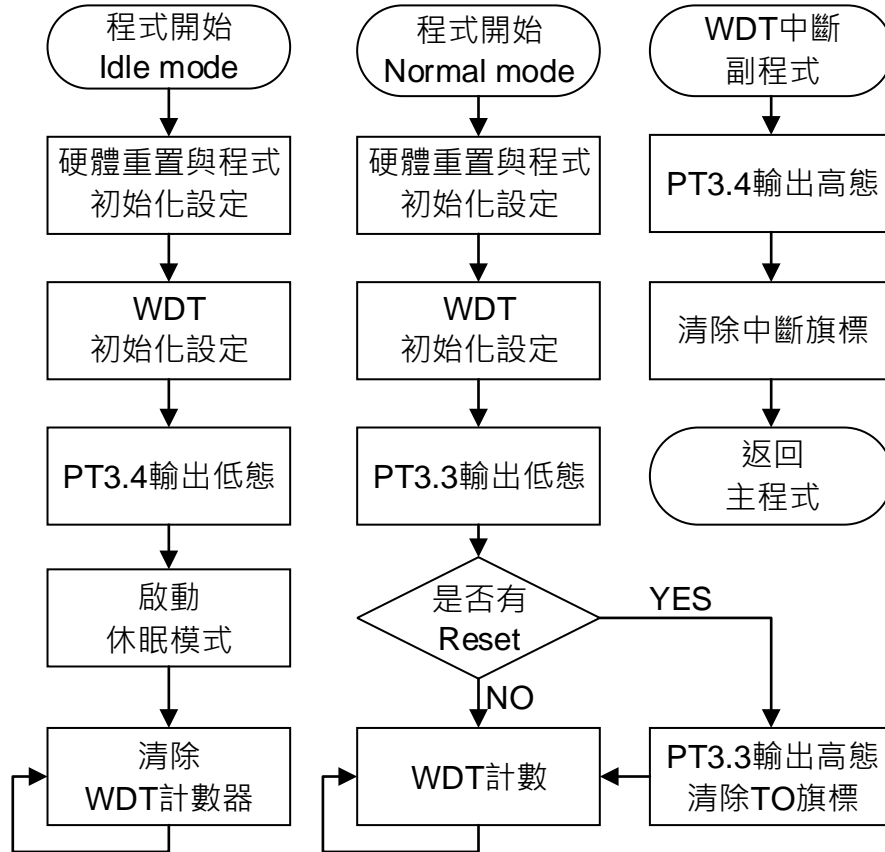 程式開始
Idle mode
硬體重置與程式
初始化設定
WDT
初始化設定
PT3.4輸出低態
啟動
休眠模式
清除
WDT計數器
程式開始
Normal mode
硬體重置與程式
初始化設定
WDT
初始化設定
PT3.3輸出低態
是否有
Reset
YES
NO
WDT計數
PT3.3輸出高態
清除TO旗標
WDT中斷
副程式
PT3.4輸出高態
清除中斷旗標
返回
主程式